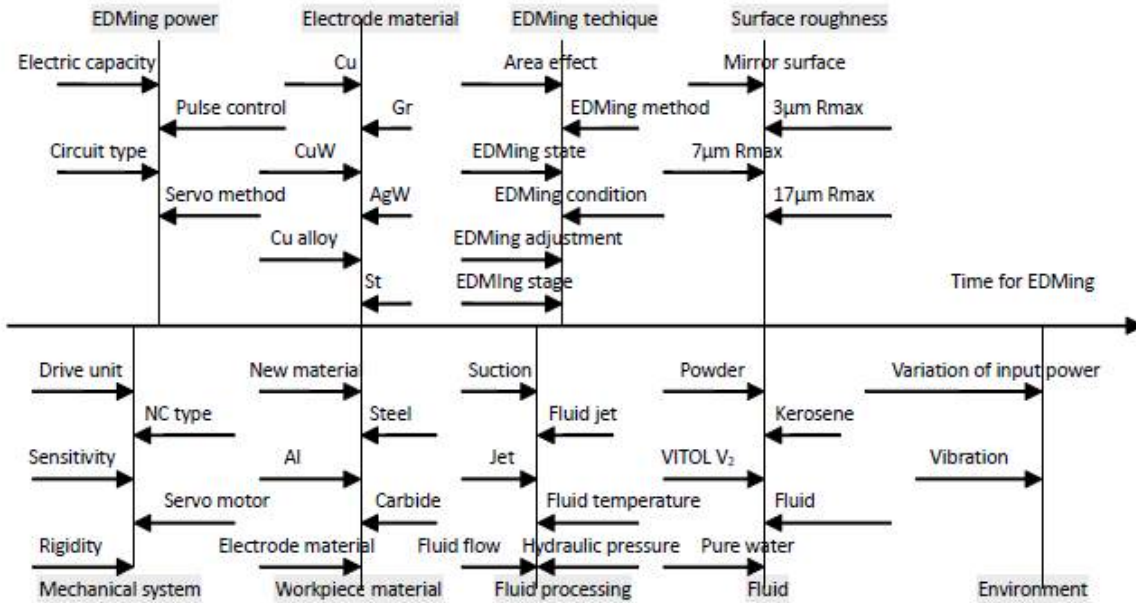 EDMing power Electrode material EDMing techique Surface roughness
Electric capacity Cu Area effect Mirror surface
Pulse control Gr EDMing method 3µm Rmax
Circuit type CuW EDMing state 7µm Rmax
Servo method AgW EDMing condition 17µm Rmax
Cu alloy EDMing adjustment
St EDMIng stage Time for EDMing
Drive unit New material Suction Powder Variation of input power
NC type Steel Fluid jet Kerosene
Sensitivity Al Jet VITOL V₂ Vibration
Servo motor Carbide Fluid temperature Fluid
Rigidity Electrode material Fluid flow Hydraulic pressure Pure water
Mechanical system Workpiece material Fluid processing Fluid Environment